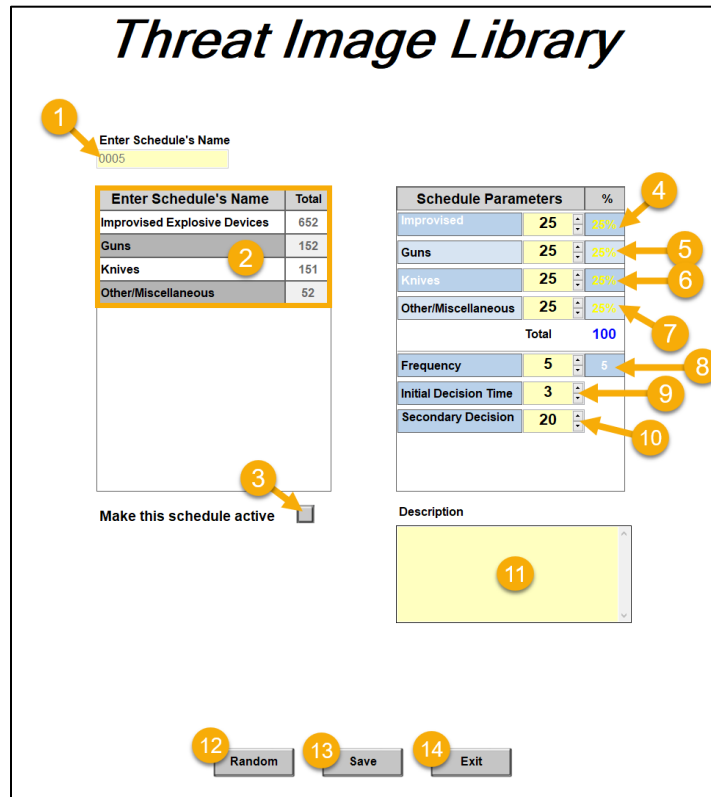 Threat Image Library
1
Enter Schedule's Name
0005
Enter Schedule's Name Total
Improvised Explosive Devices 652
Guns 152
2
Knives 151
Other/Miscellaneous 52
3
Make this schedule active
Schedule Parameters %
Improvised 25 25% 4
Guns 25 25% 5
Knives 25 25% 6
Other/Miscellaneous 25 25% 7
Total 100
Frequency 5 5 8
Initial Decision Time 3 9
Secondary Decision 20 10
Description
11
12 Random
13 Save
14 Exit